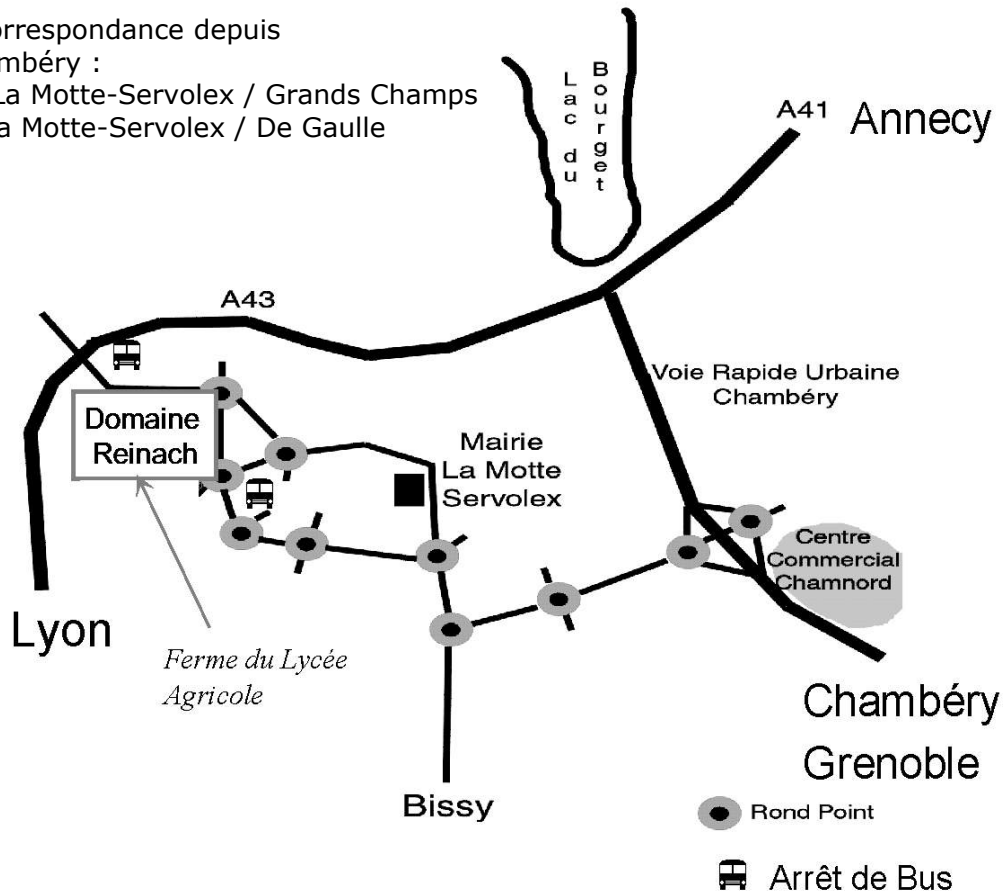 orrespondance depuis
mbéry :
La Motte-Servolex / Grands Champs
a Motte-Servolex / De Gaulle
Lac du
Bourget
A41
Annecy
A43
Voie Rapide Urbaine
Chambéry
Domaine
Reinach
Mairie
La Motte
Servolex
Centre
Commercial
Chamnord
Lyon
Ferme du Lycée
Agricole
Chambéry
Grenoble
Bissy
Rond Point
Arrêt de Bus